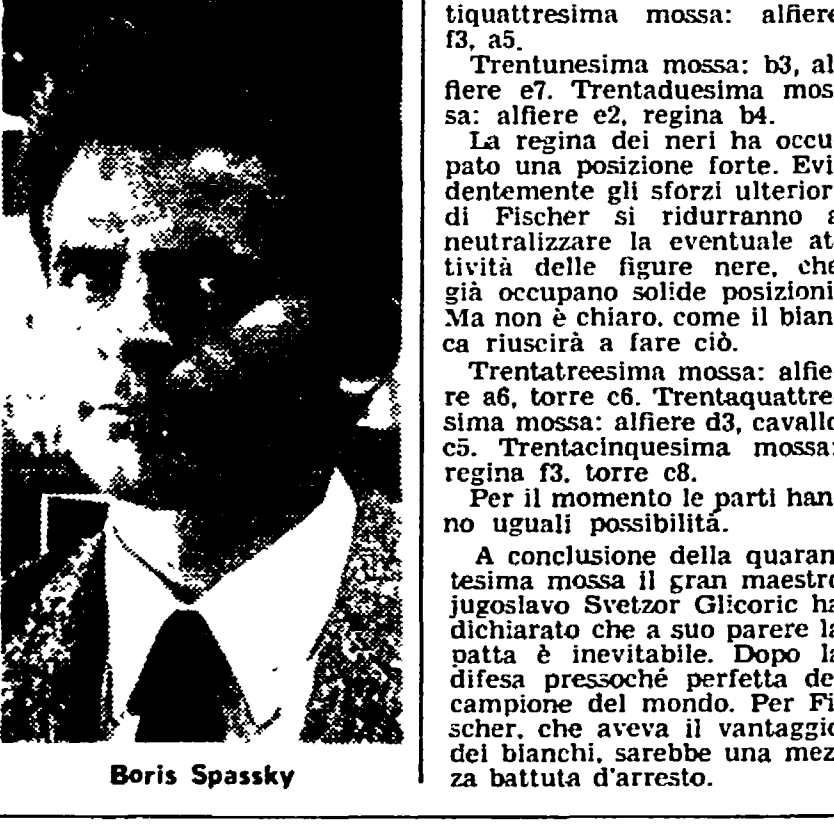 tiquattresima mossa: alfiere
f3, a5.
Trentunesima mossa: b3, al
fiere e7. Trentaduesima mos
sa: alfiere e2, regina b4.
La regina dei neri ha occu
pato una posizione forte. Evi
dentemente gli sforzi ulterior
di Fischer si ridurranno a
neutralizzare la eventuale at
tività delle figure nere, che
già occupano solide posizioni.
Ma non è chiaro, come il bian
ca riuscirà a fare ciò.
Trentatreesima mossa: alfie
re a6, torre c6. Trentaquattre
sima mossa: alfiere d3, cavallo
c5. Trentacinquesima mossa:
regina f3, torre c8.
Per il momento le parti han
no uguali possibilità.
A conclusione della quaran
tesima mossa il gran maestro
jugoslavo Svetzor Glicoric ha
dichiarato che a suo parere la
patta è inevitabile. Dopo la
difesa pressoché perfetta de
campione del mondo. Per Fi
scher, che aveva il vantaggio
dei bianchi, sarebbe una mez
za battuta d'arresto.
Boris Spassky